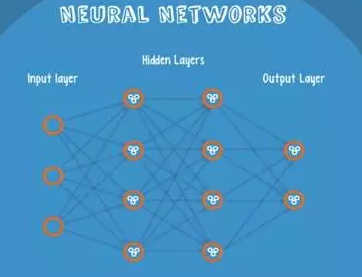 NEURAL NETWORKS
Hidden Layers
Input layer
Output Layer